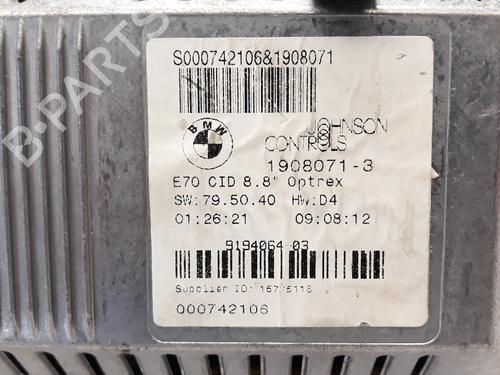 S000742106&1908071
BMW
JOHNSON
CONTROLS
1908071-3
E70 CID 8.8" Optrex
SW:79.50.40 HW:D4
01:26:21 09:08:12
9194064 03
Supplier ID: 15775116
000742106
B-PARTS